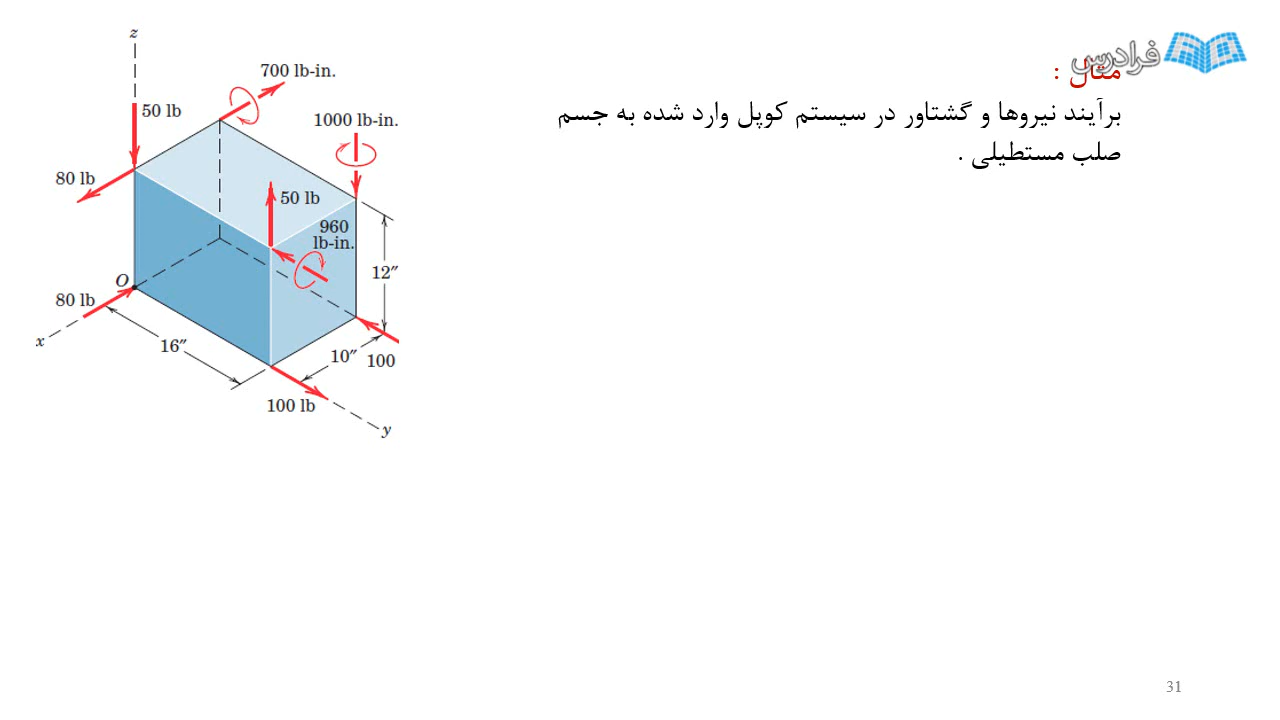 فرادرس
مثال :
برآیند نیروها و گشتاور در سیستم کوپل وارد شده به جسم
صلب مستطیلی .
z
700 lb-in.
50 lb
1000 lb-in.
80 lb
50 lb
960
lb-in.
12″
O
80 lb
x
16″
10″
100
100 lb
y
31